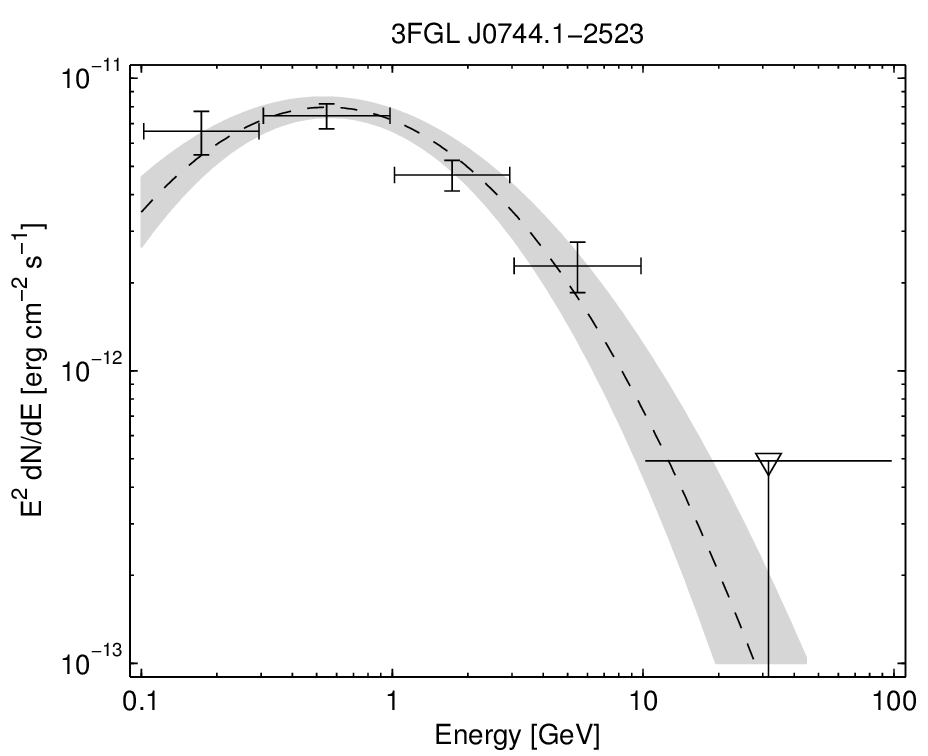 3FGL J0744.1−2523
10⁻¹¹
10⁻¹²
10⁻¹³
E² dN/dE [erg cm⁻² s⁻¹]
0.1 1 10 100
Energy [GeV]